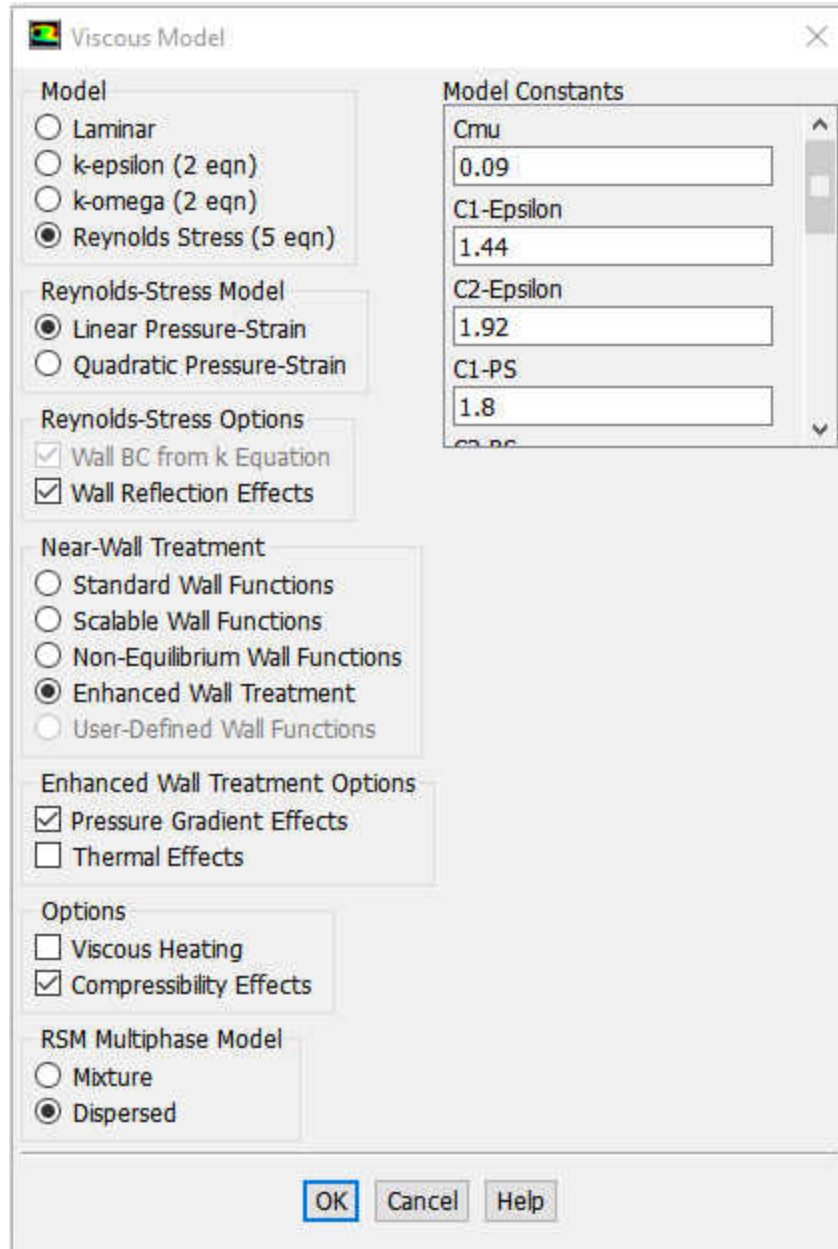 Viscous Model
Model
Laminar
k-epsilon (2 eqn)
k-omega (2 eqn)
Reynolds Stress (5 eqn)
Reynolds-Stress Model
Linear Pressure-Strain
Quadratic Pressure-Strain
Reynolds-Stress Options
Wall BC from k Equation
Wall Reflection Effects
Near-Wall Treatment
Standard Wall Functions
Scalable Wall Functions
Non-Equilibrium Wall Functions
Enhanced Wall Treatment
User-Defined Wall Functions
Enhanced Wall Treatment Options
Pressure Gradient Effects
Thermal Effects
Options
Viscous Heating
Compressibility Effects
RSM Multiphase Model
Mixture
Dispersed
Model Constants
Cmu
0.09
C1-Epsilon
1.44
C2-Epsilon
1.92
C1-PS
1.8
OK Cancel Help